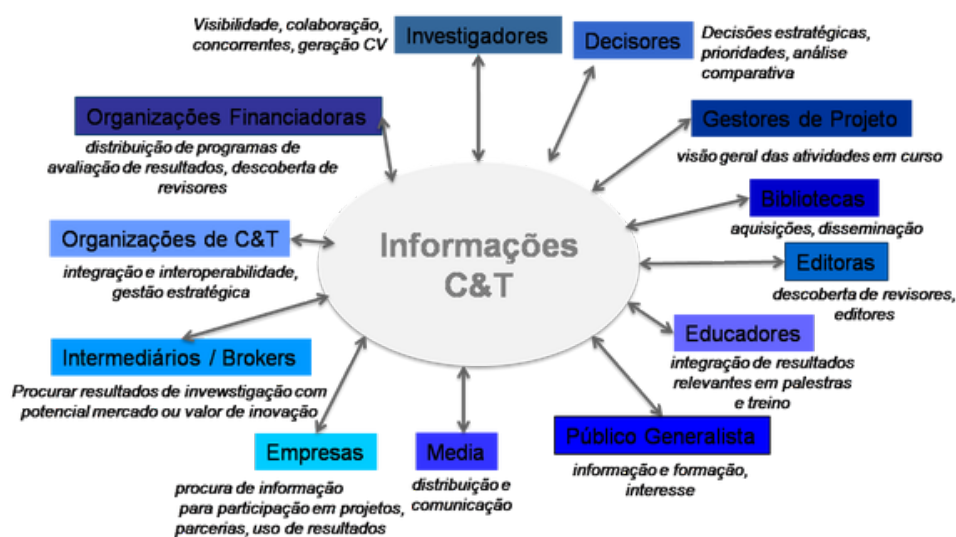 Visibilidade, colaboração,
concorrentes, geração CV
Investigadores
Decisores
Decisões estratégicas,
prioridades, análise
comparativa
Organizações Financiadoras
distribuição de programas de
avaliação de resultados, descoberta de
revisores
Gestores de Projeto
visão geral das atividades em curso
Bibliotecas
aquisições, disseminação
Organizações de C&T
integração e interoperabilidade,
gestão estratégica
Informações
C&T
Editoras
descoberta de revisores,
editores
Intermediários / Brokers
Procurar resultados de invewstigação com
potencial mercado ou valor de inovação
Educadores
integração de resultados
relevantes em palestras
e treino
Empresas
procura de informação
para participação em projetos,
parcerias, uso de resultados
Media
distribuição e
comunicação
Público Generalista
informação e formação,
interesse